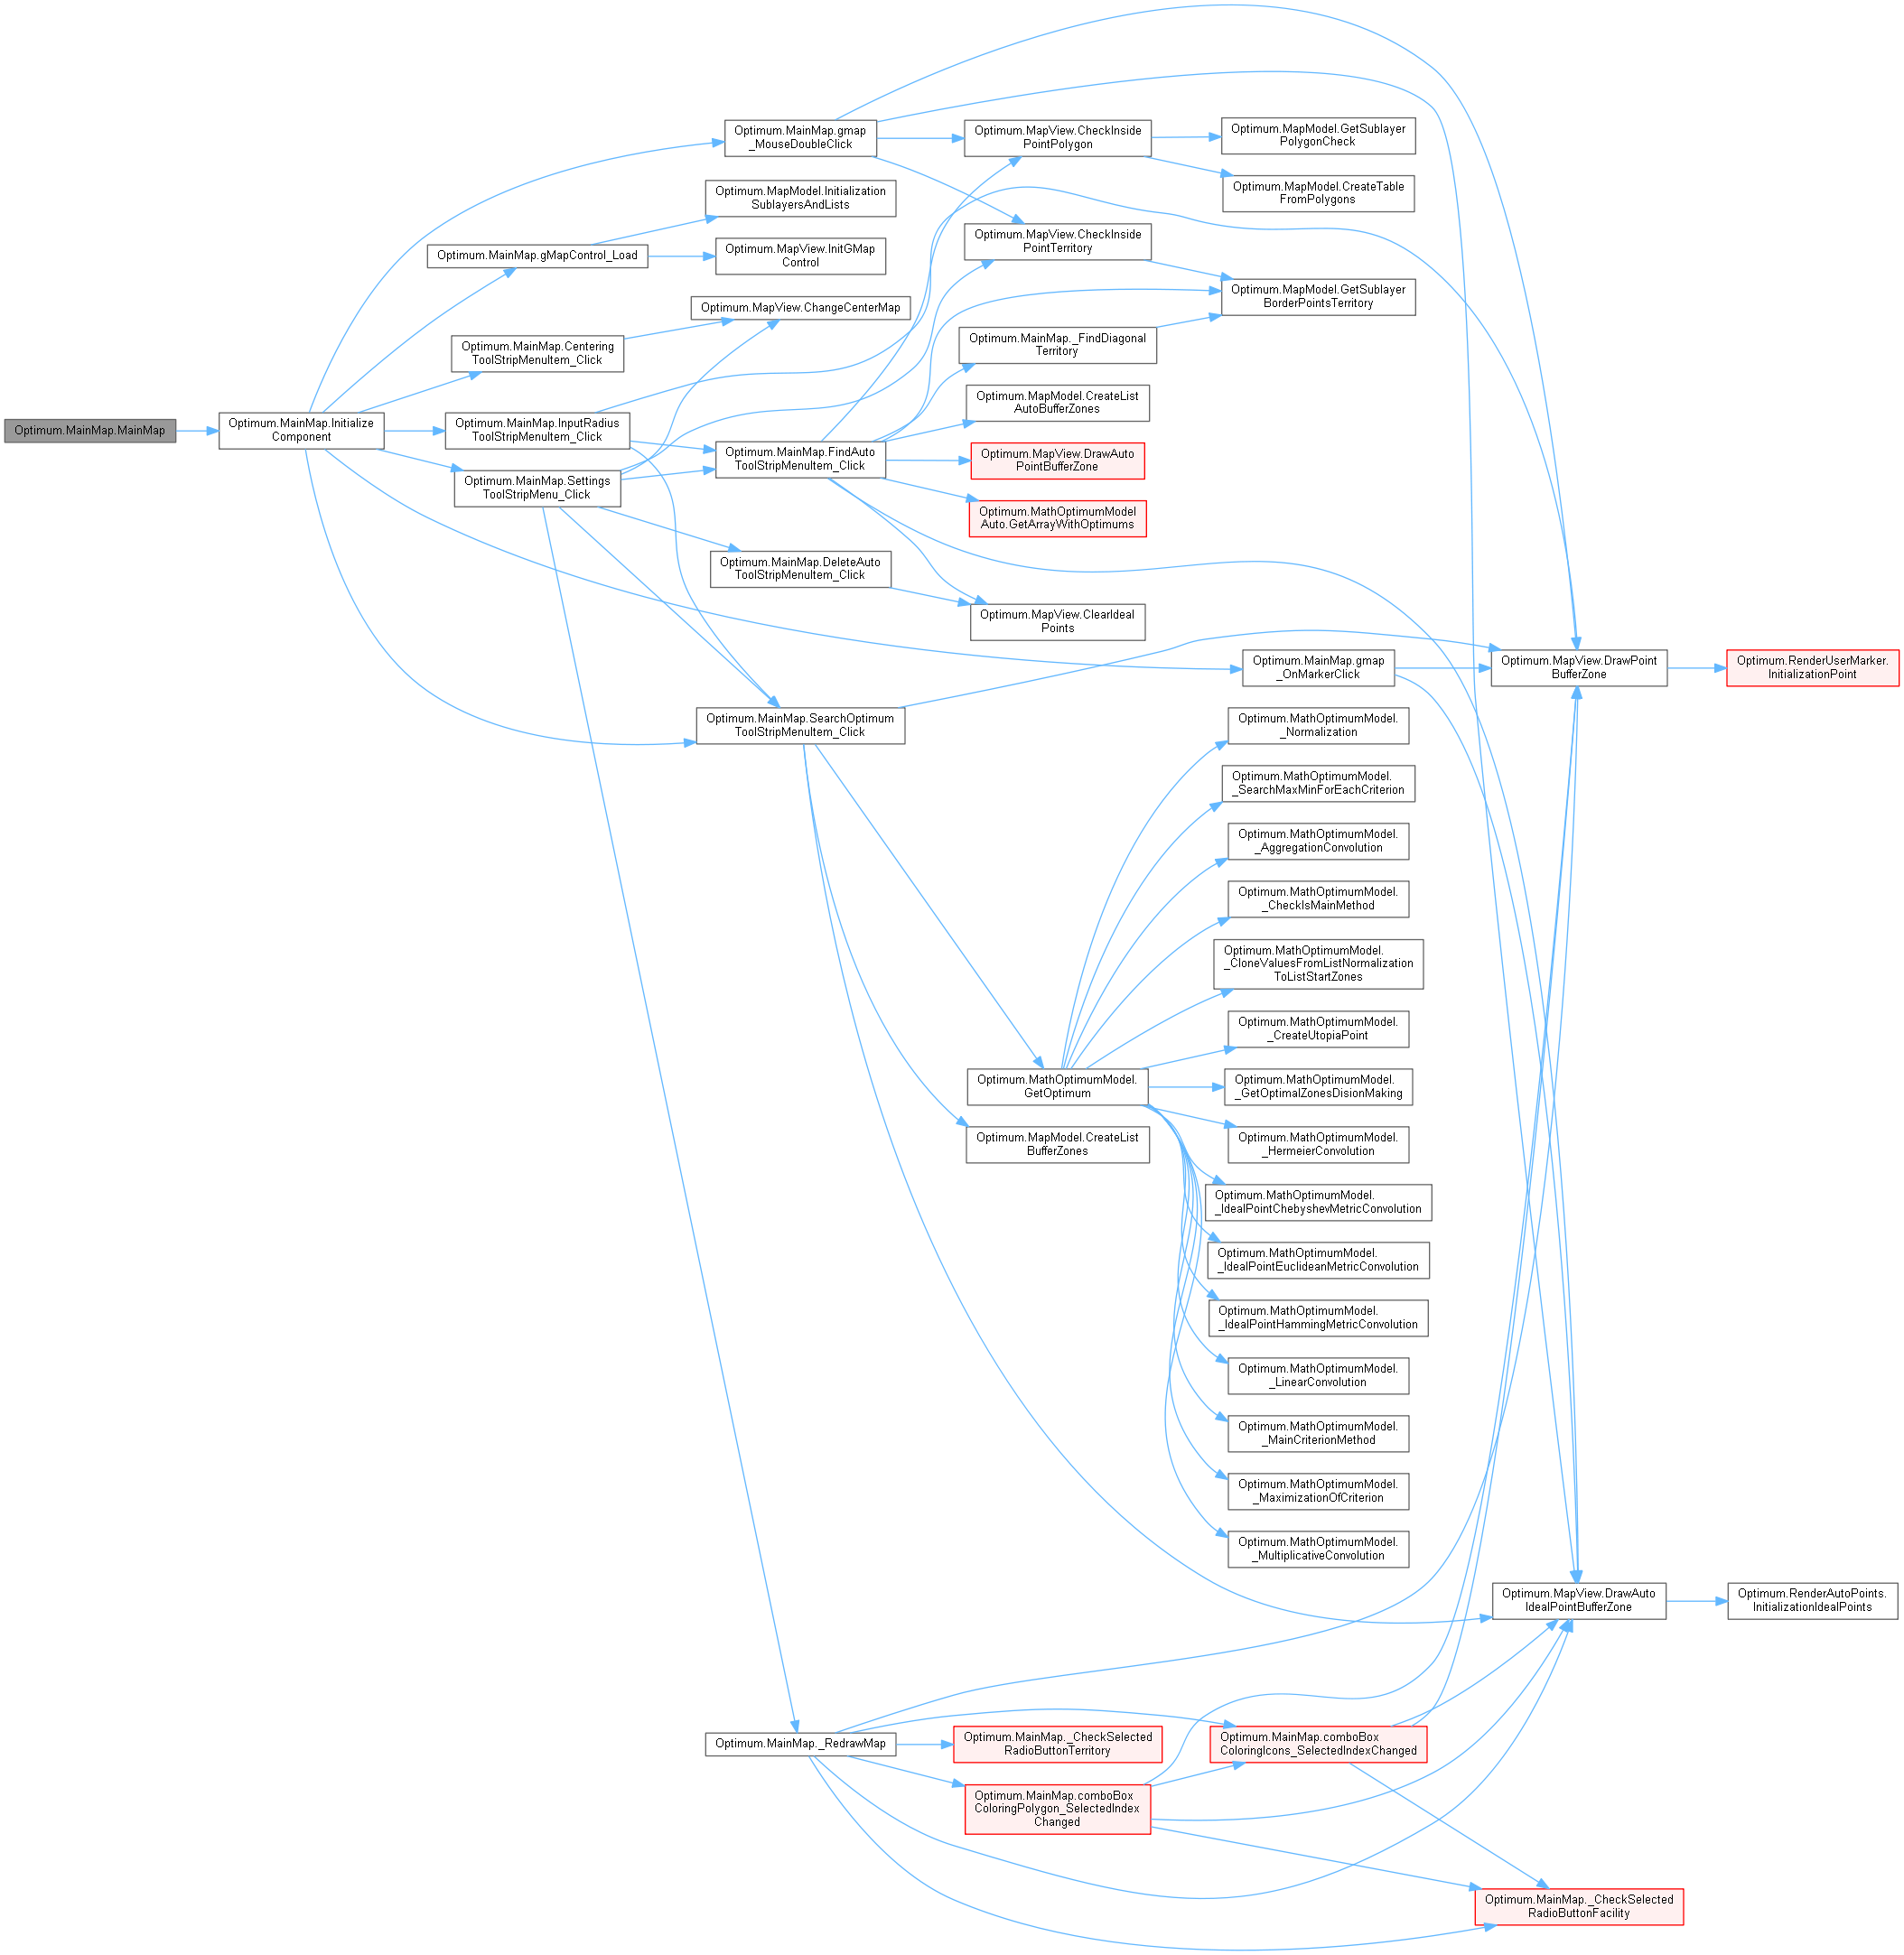 Optimum.MainMap.MainMap
Optimum.MainMap.Initialize
Component
Optimum.MainMap.gmap
_MouseDoubleClick
Optimum.MainMap.gMapControl_Load
Optimum.MainMap.Centering
ToolStripMenuItem_Click
Optimum.MainMap.InputRadius
ToolStripMenuItem_Click
Optimum.MainMap.Settings
ToolStripMenu_Click
Optimum.MapModel.Initialization
SublayersAndLists
Optimum.MapView.InitGMap
Control
Optimum.MapView.ChangeCenterMap
Optimum.MainMap.FindAuto
ToolStripMenuItem_Click
Optimum.MainMap.DeleteAuto
ToolStripMenuItem_Click
Optimum.MainMap.SearchOptimum
ToolStripMenuItem_Click
Optimum.MainMap._RedrawMap
Optimum.MapView.CheckInside
PointPolygon
Optimum.MapView.CheckInside
PointTerritory
Optimum.MainMap._FindDiagonal
Territory
Optimum.MapModel.CreateList
AutoBufferZones
Optimum.MapView.DrawAuto
PointBufferZone
Optimum.MathOptimumModel
Auto.GetArrayWithOptimums
Optimum.MapView.ClearIdeal
Points
Optimum.MathOptimumModel.
GetOptimum
Optimum.MapModel.CreateList
BufferZones
Optimum.MainMap._CheckSelected
RadioButtonTerritory
Optimum.MainMap.comboBox
ColoringPolygon_SelectedIndex
Changed
Optimum.MapModel.GetSublayer
PolygonCheck
Optimum.MapModel.CreateTable
FromPolygons
Optimum.MapModel.GetSublayer
BorderPointsTerritory
Optimum.MainMap.gmap
_OnMarkerClick
Optimum.MathOptimumModel.
_Normalization
Optimum.MathOptimumModel.
_SearchMaxMinForEachCriterion
Optimum.MathOptimumModel.
_AggregationConvolution
Optimum.MathOptimumModel.
_CheckIsMainMethod
Optimum.MathOptimumModel.
_CloneValuesFromListNormalization
ToListStartZones
Optimum.MathOptimumModel.
_CreateUtopiaPoint
Optimum.MathOptimumModel.
_GetOptimalZonesDisionMaking
Optimum.MathOptimumModel.
_HermeierConvolution
Optimum.MathOptimumModel.
_IdealPointChebyshevMetricConvolution
Optimum.MathOptimumModel.
_IdealPointEuclideanMetricConvolution
Optimum.MathOptimumModel.
_IdealPointHammingMetricConvolution
Optimum.MathOptimumModel.
_LinearConvolution
Optimum.MathOptimumModel.
_MainCriterionMethod
Optimum.MathOptimumModel.
_MaximizationOfCriterion
Optimum.MathOptimumModel.
_MultiplicativeConvolution
Optimum.MainMap.comboBox
ColoringIcons_SelectedIndexChanged
Optimum.MapView.DrawPoint
BufferZone
Optimum.MapView.DrawAuto
IdealPointBufferZone
Optimum.MainMap._CheckSelected
RadioButtonFacility
Optimum.RenderUserMarker.
InitializationPoint
Optimum.RenderAutoPoints.
InitializationIdealPoints